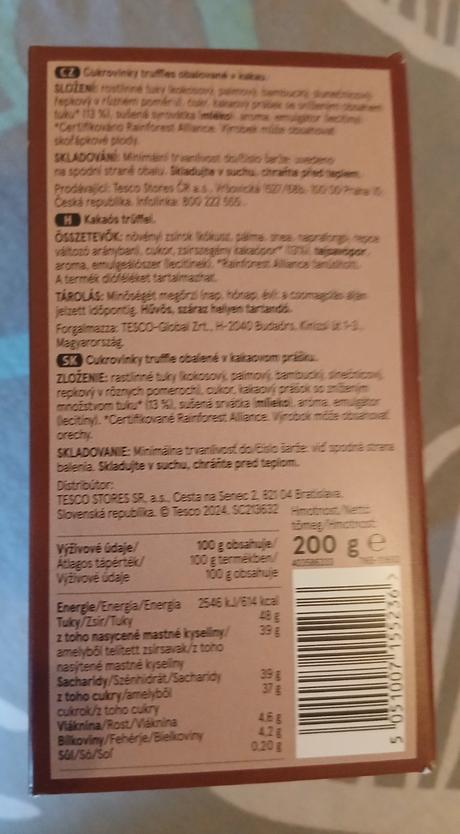 CZ Cukrovinky truffles obalované v kakau.
SLOŽENÍ: rostlinné tuky (kokosový, palmový, bambucký, slunečnicový,
řepkový v různém poměru), cukr, kakaový prášek se sníženým obsahem
tuku* (13 %), sušená syrovátka (mléko), aroma, emulgátor (lecitiny).
*Certifikováno Rainforest Alliance. Výrobek může obsahovat
skořápkové plody.
SKLADOVÁNÍ: Minimální trvanlivost do/číslo šarže: uvedeno
na spodní straně obalu. Skladujte v suchu, chraňte před teplem.
Prodávající: Tesco Stores ČR a.s., Vršovická 1527/68b, 100 00 Praha 10,
Česká republika. Infolinka: 800 222 555.
H Kakaós trüffel.
ÖSSZETEVŐK: növényi zsírok (kókusz, pálma, shea, napraforgó, repce
változó arányban), cukor, zsírszegény kakaópor* (13%), tejsavópor,
aroma, emulgeálószer (lecitinek). *Rainforest Alliance tanúsított.
A termék dióféléket tartalmazhat.
TÁROLÁS: Minőségét megőrzi (nap, hónap, év): a csomagolás alján
jelzett időpontig. Hűvös, száraz helyen tartandó.
Forgalmazza: TESCO-Global Zrt., H-2040 Budaörs, Kinizsi út 1-3.,
Magyarország.
SK Cukrovinky truffle obalené v kakaovom prášku.
ZLOŽENIE: rastlinné tuky (kokosový, palmový, bambucký, slnečnicový,
repkový v rôznych pomeroch), cukor, kakaový prášok so zníženým
množstvom tuku* (13 %), sušená srvátka (mlieko), aróma, emulgátor
(lecitíny). *Certifikované Rainforest Alliance. Výrobok môže obsahovať
orechy.
SKLADOVANIE: Minimálna trvanlivosť do/číslo šarže: viď spodná strana
balenia. Skladujte v suchu, chráňte pred teplom.
Distribútor:
TESCO STORES SR, a.s., Cesta na Senec 2, 821 04 Bratislava,
Slovenská republika. © Tesco 2024. SC213632
Hmotnost/Nettó
tömeg/Hmotnosť:
200 g e
Výživové údaje/ 100 g obsahuje/
Átlagos tápérték/ 100 g termékben/
Výživové údaje 100 g obsahuje
Energie/Energia/Energia 2546 kJ/614 kcal
Tuky/Zsír/Tuky 48 g
z toho nasycené mastné kyseliny/ 39 g
amelyből telített zsírsavak/z toho
nasýtené mastné kyseliny
Sacharidy/Szénhidrát/Sacharidy 39 g
z toho cukry/amelyből 37 g
cukrok/z toho cukry
Vláknina/Rost/Vláknina 4,6 g
Bílkoviny/Fehérje/Bielkoviny 4,2 g
Sůl/Só/Soľ 0,20 g
5 051007 155236 >